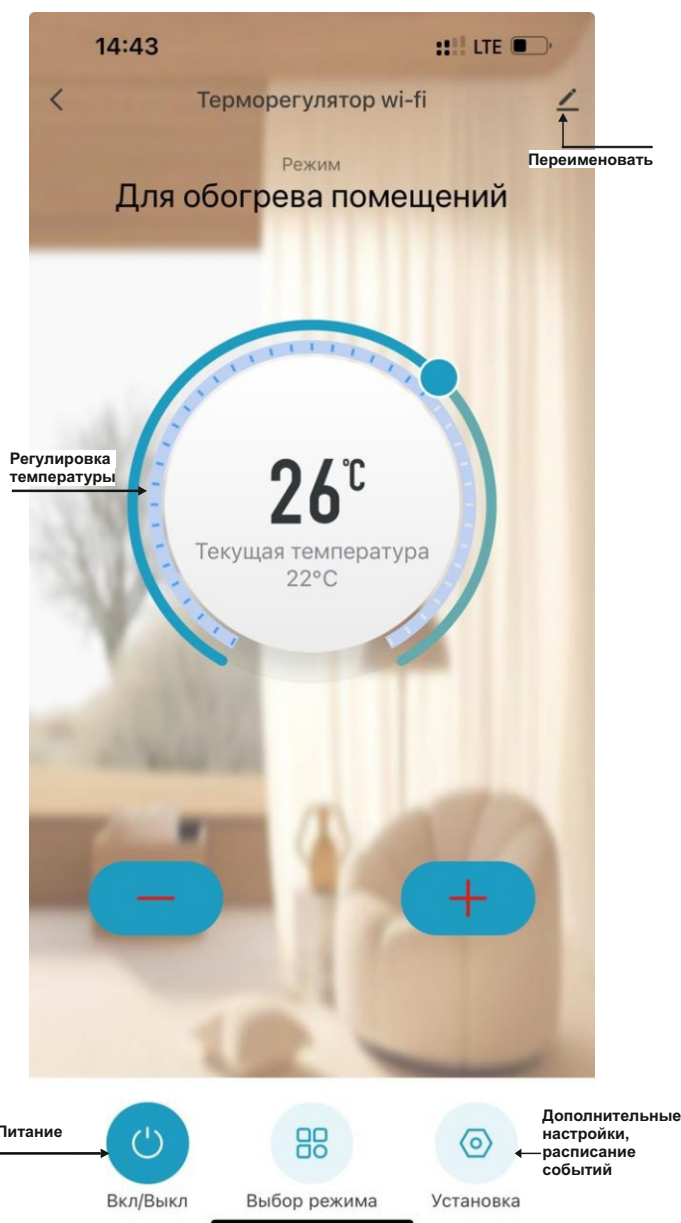 14:43
LTE
Терморегулятор wi-fi
Переименовать
Режим
Для обогрева помещений
Регулировка
температуры
26°C
Текущая температура
22°C
Питание
Дополнительные
настройки,
расписание
событий
Вкл/Выкл
Выбор режима
Установка